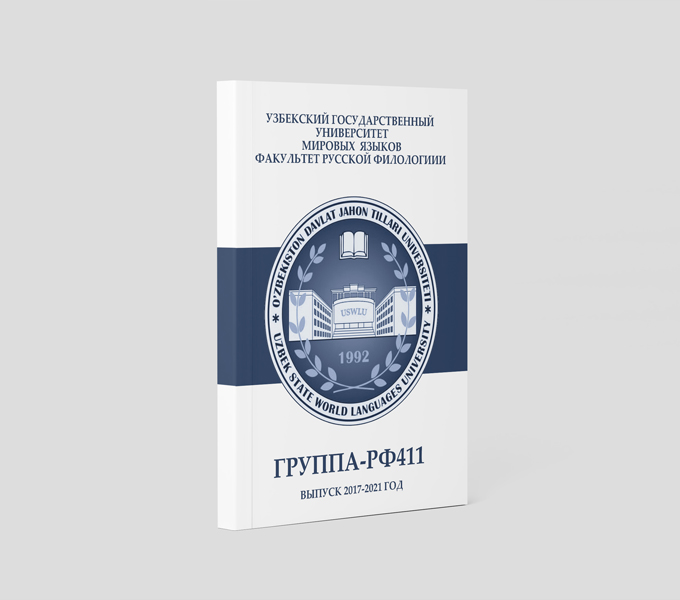 УЗБЕКСКИЙ ГОСУДАРСТВЕННЫЙ
УНИВЕРСИТЕТ
МИРОВЫХ ЯЗЫКОВ
ФАКУЛЬТЕТ РУССКОЙ ФИЛОЛОГИИИ
O'ZBEKISTON DAVLAT JAHON TILLARI UNIVERSITETI
USWLU
1992
UZBEK STATE WORLD LANGUAGES UNIVERSITY
ГРУППА-РФ411
ВЫПУСК 2017-2021 ГОД